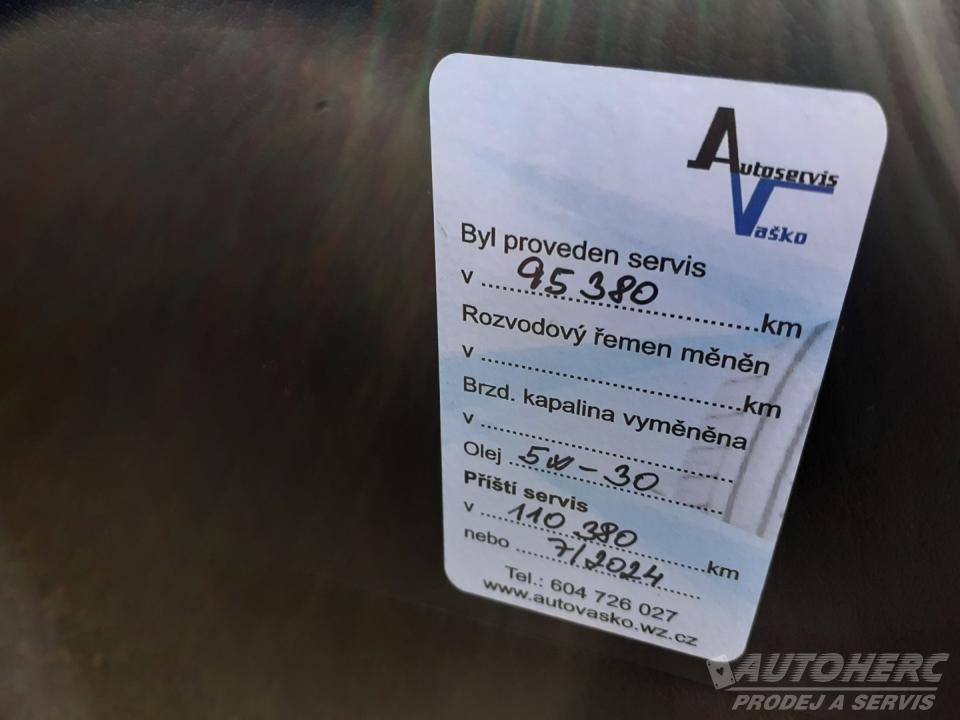 Autoservis
Vaško
Byl proveden servis
v ....95 380..............km
Rozvodový řemen měněn
v ......................................km
Brzd. kapalina vyměněna
v ......................................
Olej ..5w-30..............
Příští servis
v ......110.380..............km
nebo ......7/2024.......
Tel.: 604 726 027
www.autovasko.wz.cz
AUTOHERC
PRODEJ A SERVIS